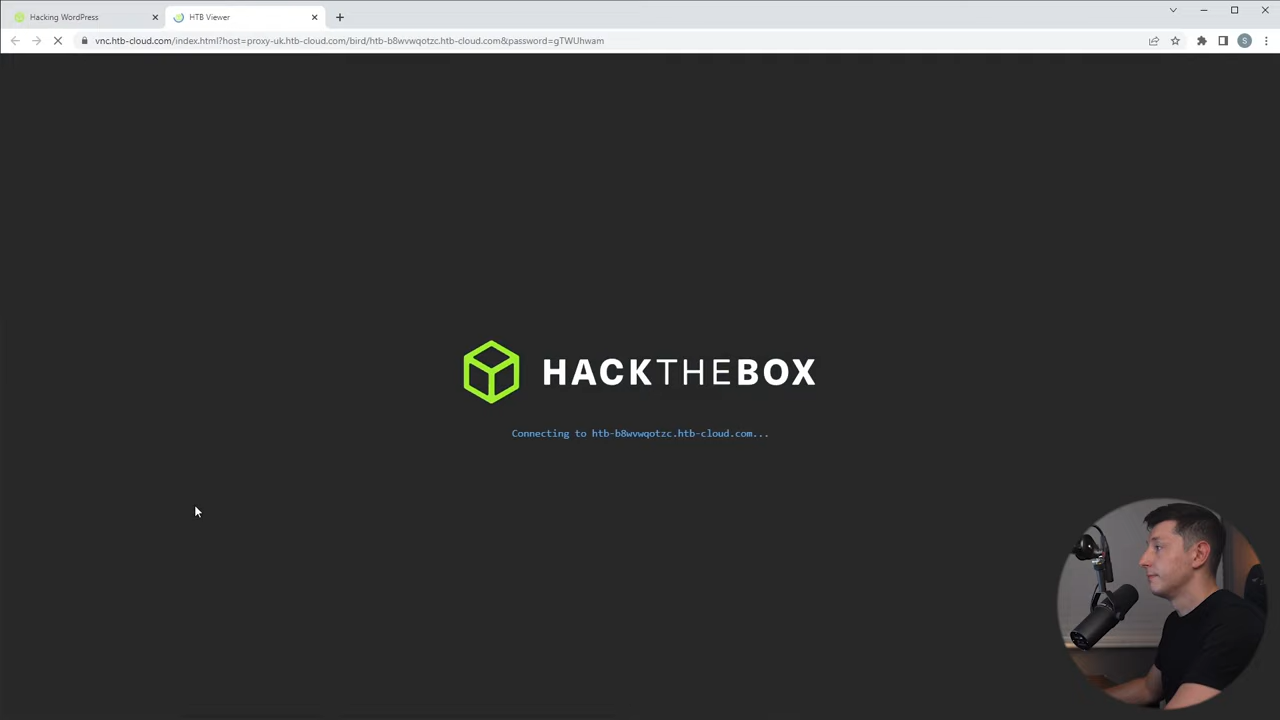 Hacking WordPress
HTB Viewer
vnc.htb-cloud.com/index.html?host=proxy-uk.htb-cloud.com/bird/htb-b8wvwqotzc.htb-cloud.com&password=gTWUhwam
S
HACKTHEBOX
Connecting to htb-b8wvwqotzc.htb-cloud.com...